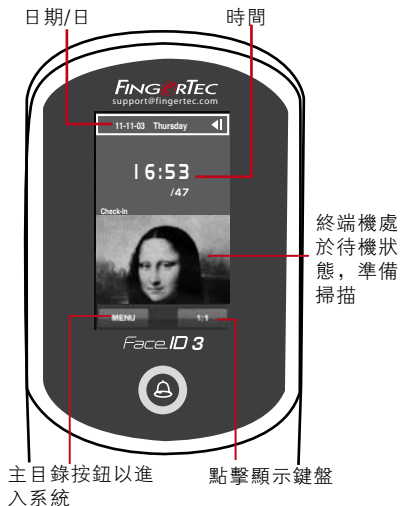 日期/日
時間
FINGERTEC
support@fingertec.com
11-11-03 Thursday
16:53
/47
Check-In
終端機處
於待機狀
態，準備
掃描
MENU
1:1
Face ID 3
主目錄按鈕以進
入系統
點擊顯示鍵盤